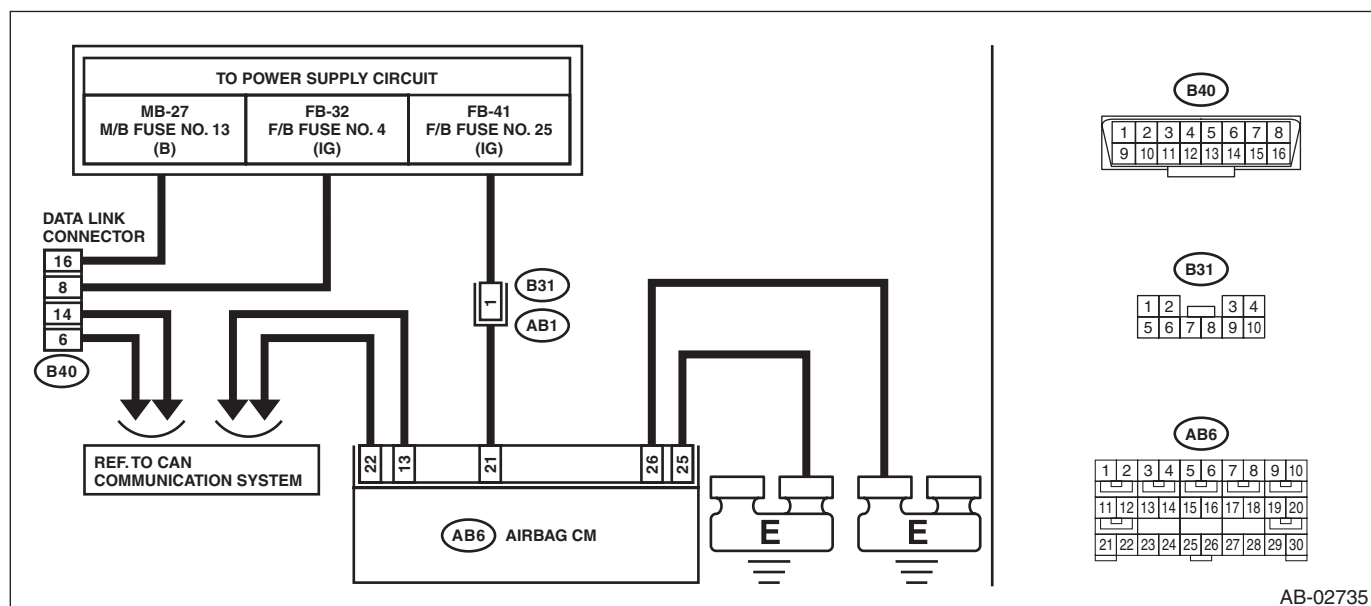 TO POWER SUPPLY CIRCUIT
MB-27
M/B FUSE NO. 13
(B)
FB-32
F/B FUSE NO. 4
(IG)
FB-41
F/B FUSE NO. 25
(IG)
DATA LINK
CONNECTOR
16
8
14
6
B40
1
B31
AB1
REF. TO CAN
COMMUNICATION SYSTEM
22
13
21
26
25
AB6
AIRBAG CM
E
E
B40
1 2 3 4 5 6 7 8
9 10 11 12 13 14 15 16
B31
1 2 3 4
5 6 7 8 9 10
AB6
1 2 3 4 5 6 7 8 9 10
11 12 13 14 15 16 17 18 19 20
21 22 23 24 25 26 27 28 29 30
AB-02735